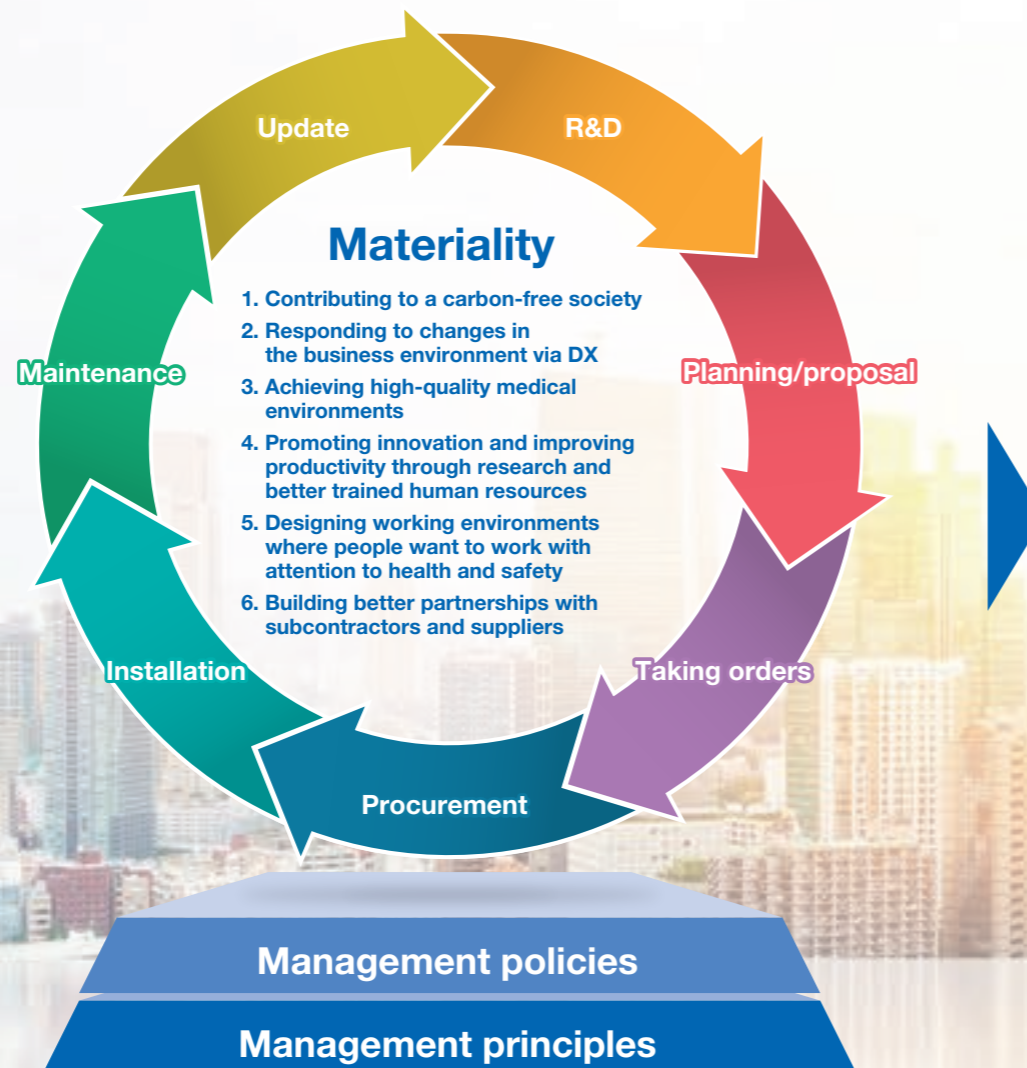 Update
R&D
Materiality
1. Contributing to a carbon-free society
2. Responding to changes in
the business environment via DX
Maintenance
Planning/proposal
3. Achieving high-quality medical
environments
4. Promoting innovation and improving
productivity through research and
better trained human resources
5. Designing working environments
where people want to work with
attention to health and safety
6. Building better partnerships with
subcontractors and suppliers
Installation
Taking orders
Procurement
Management policies
Management principles